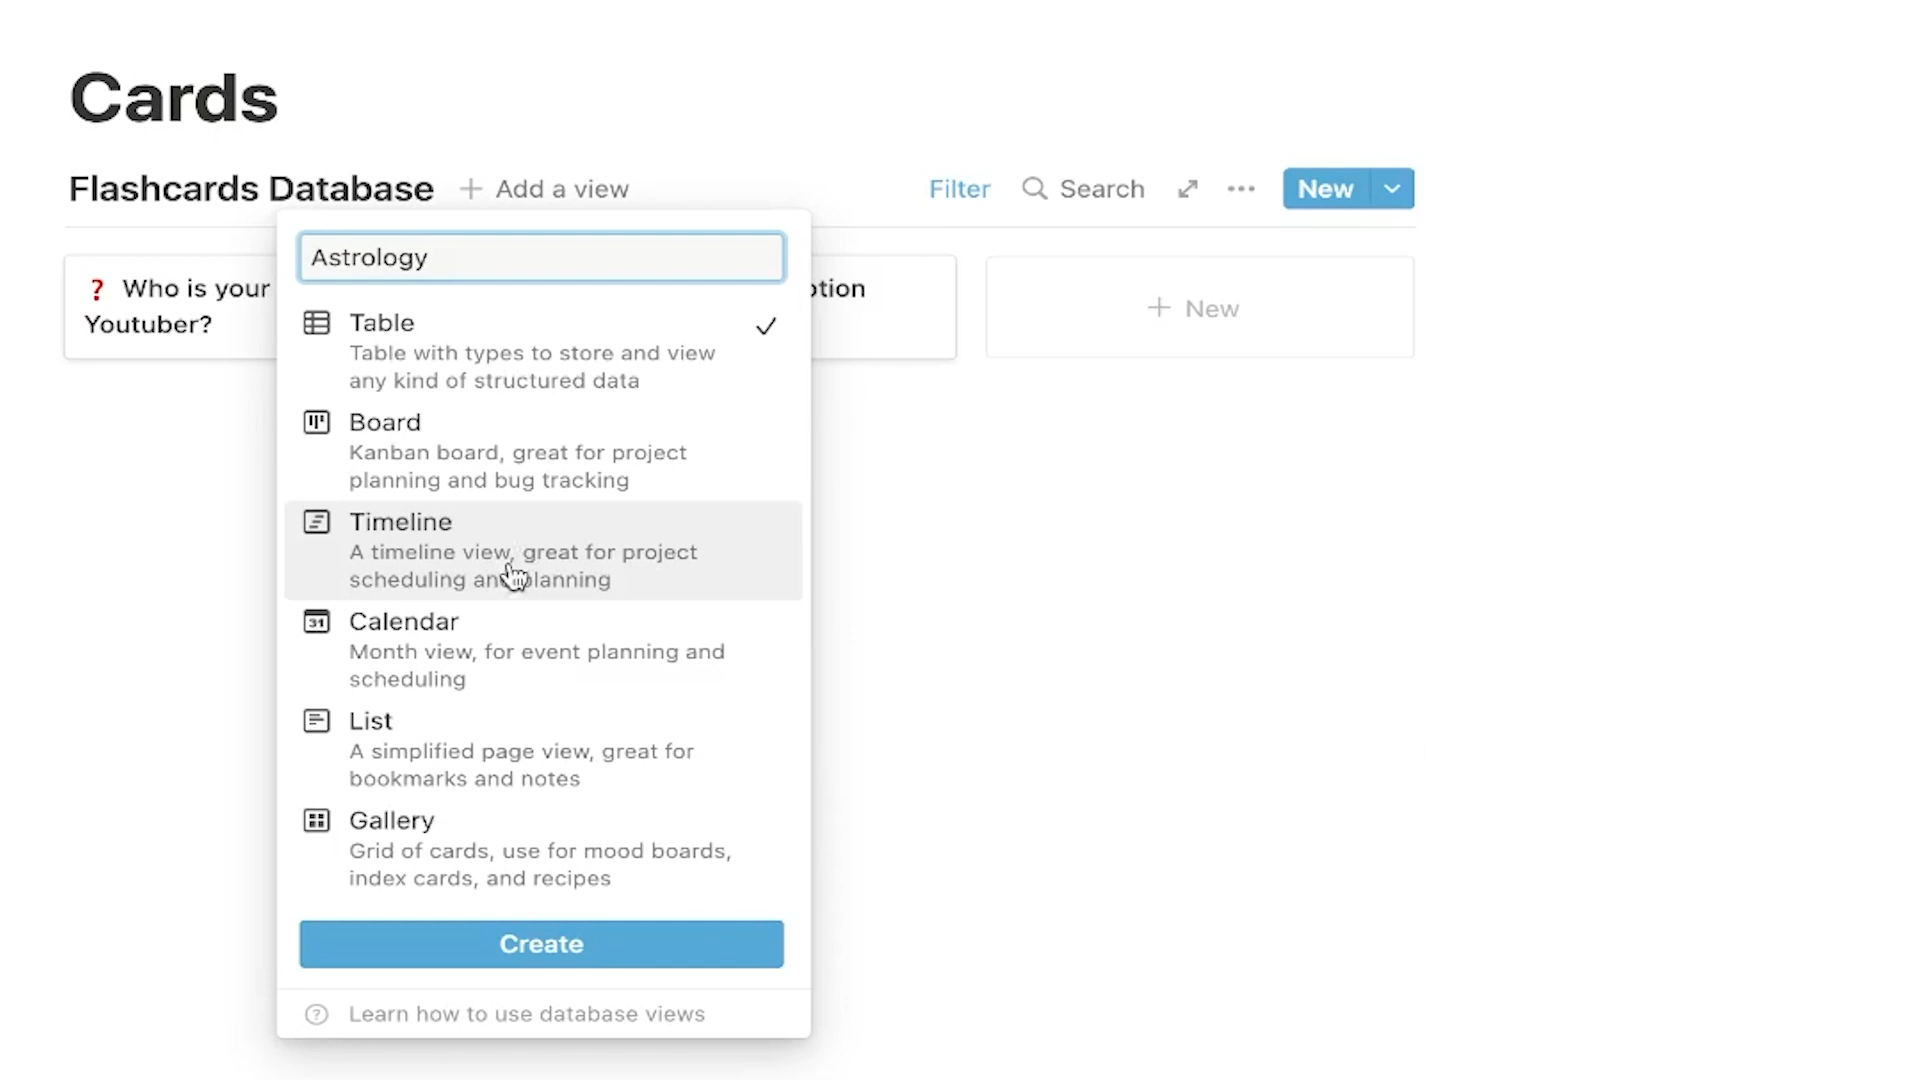 Cards
Flashcards Database + Add a view Filter Search ••• New
Astrology
❓ Who is your
Youtuber?
+ New
Table
Table with types to store and view
any kind of structured data
Board
Kanban board, great for project
planning and bug tracking
Timeline
A timeline view, great for project
scheduling and planning
Calendar
31
Month view, for event planning and
scheduling
List
A simplified page view, great for
bookmarks and notes
Gallery
Grid of cards, use for mood boards,
index cards, and recipes
Create
? Learn how to use database views